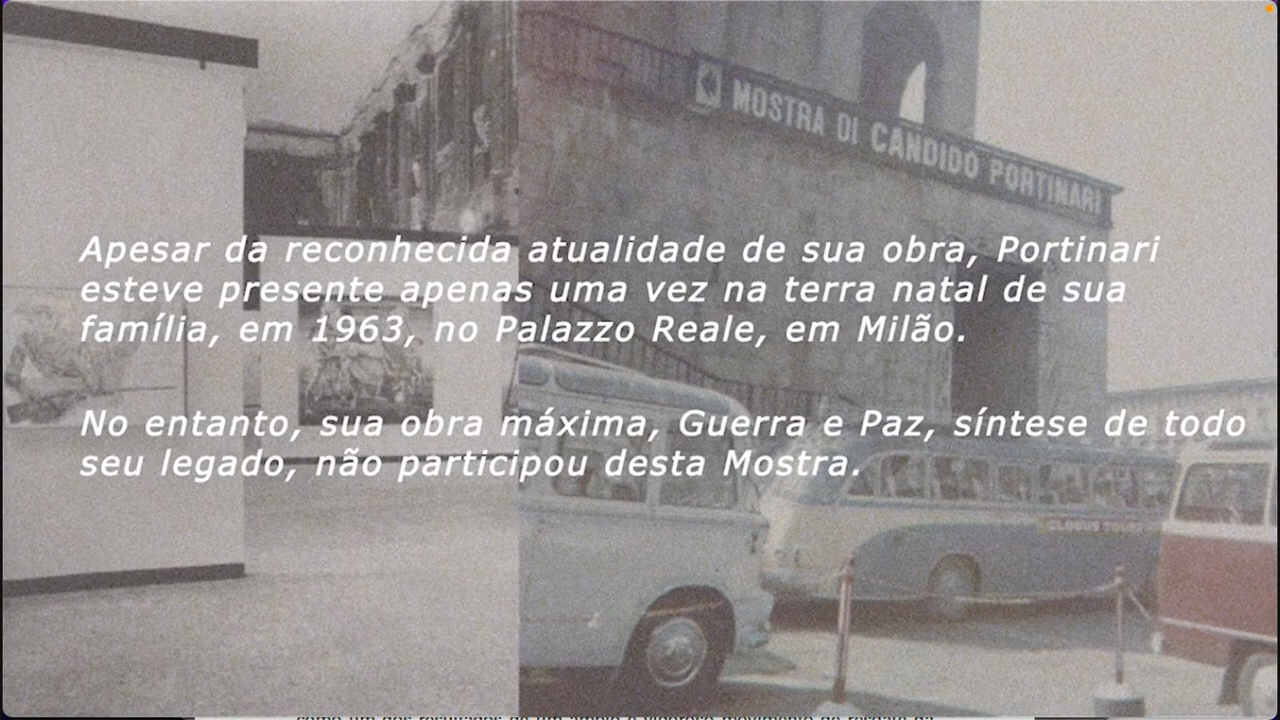 MOSTRA DI CANDIDO PORTINARI
Apesar da reconhecida atualidade de sua obra, Portinari
esteve presente apenas uma vez na terra natal de sua
família, em 1963, no Palazzo Reale, em Milão.
No entanto, sua obra máxima, Guerra e Paz, síntese de todo
seu legado, não participou desta Mostra.
GLOBUS TOURS